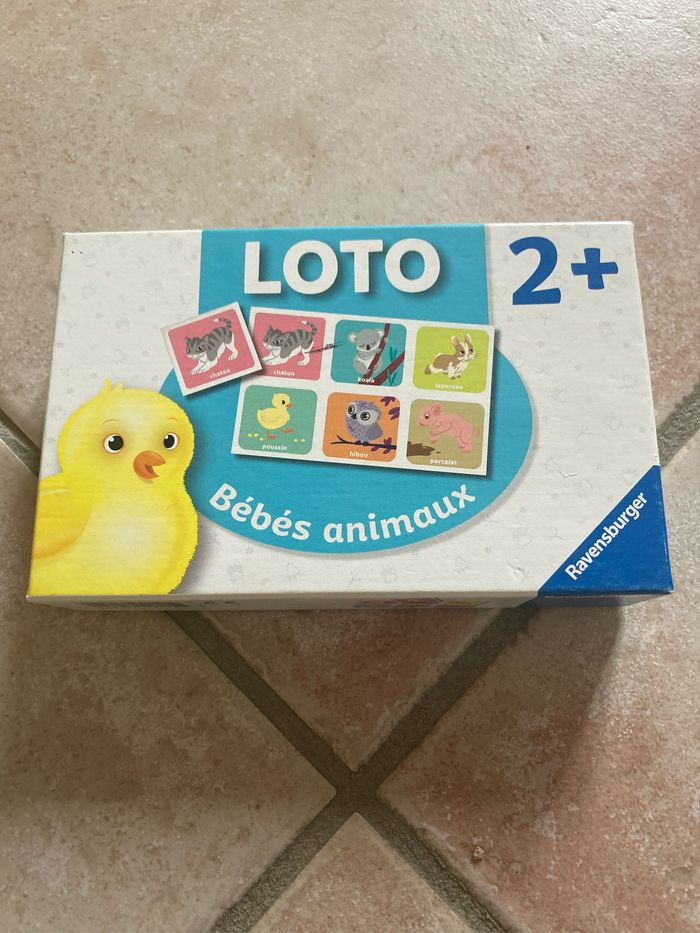 LOTO
2+
chaton
chaton
koala
lapereau
poussin
hibou
porcelet
Bébés animaux
Ravensburger